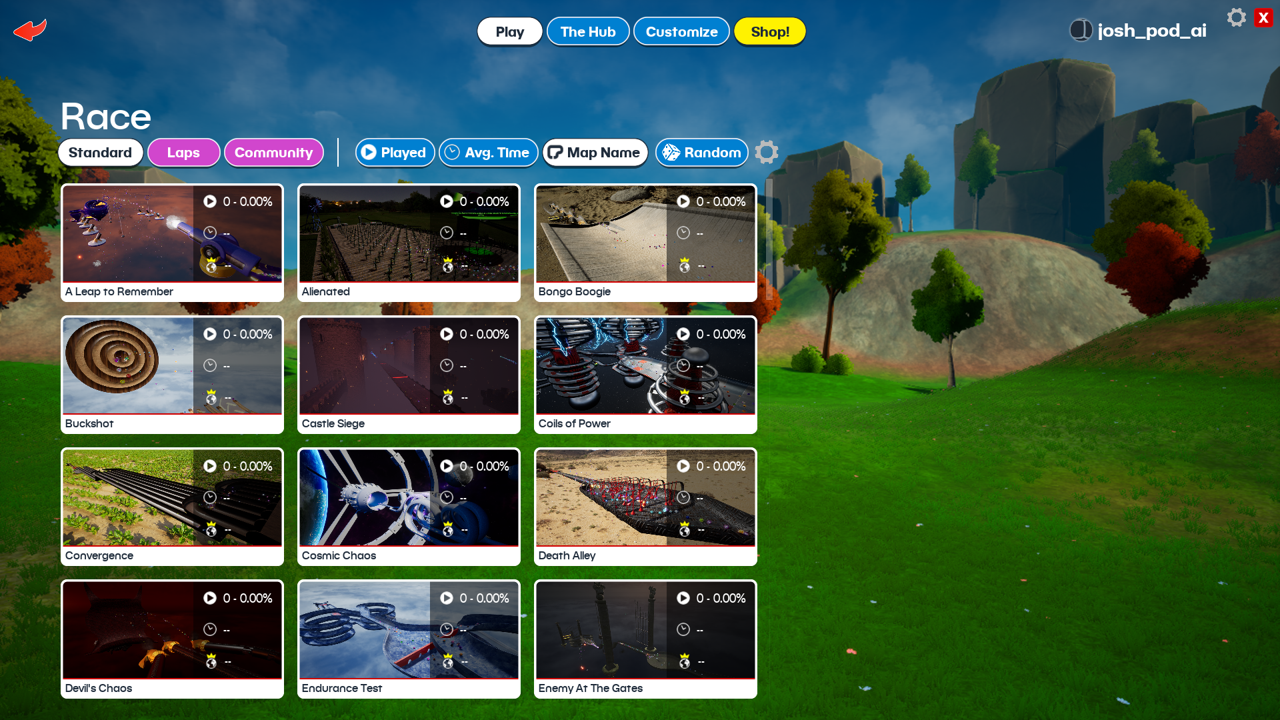 Play The Hub Customize Shop! josh_pod_ai X
Race
Standard Laps Community Played Avg. Time Map Name Random
0 - 0.00% 0 - 0.00% 0 - 0.00%
-- -- --
-- -- --
A Leap to Remember Alienated Bongo Boogie
0 - 0.00% 0 - 0.00% 0 - 0.00%
-- -- --
-- -- --
Buckshot Castle Siege Coils of Power
0 - 0.00% 0 - 0.00% 0 - 0.00%
-- -- --
-- -- --
Convergence Cosmic Chaos Death Alley
0 - 0.00% 0 - 0.00% 0 - 0.00%
-- -- --
-- -- --
Devil's Chaos Endurance Test Enemy At The Gates